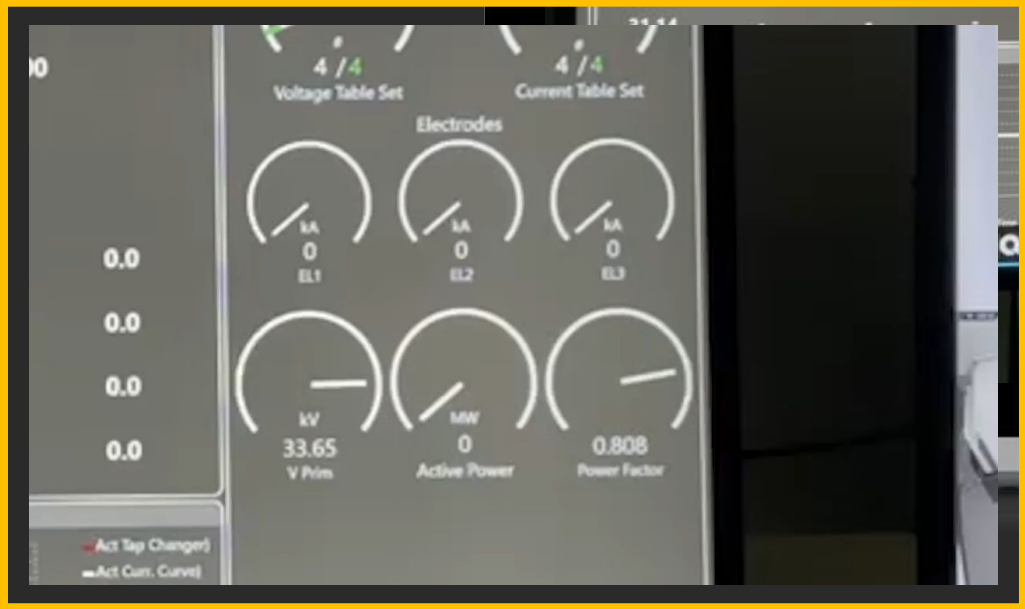 4 /4
4 /4
Voltage Table Set
Current Table Set
Electrodes
kA
0
EL1
kA
0
EL2
kA
0
EL3
0.0
0.0
0.0
0.0
kV
33.65
V Prim
MW
0
Active Power
0.808
Power Factor
Act Tap Changer)
Act Curr. Curve)